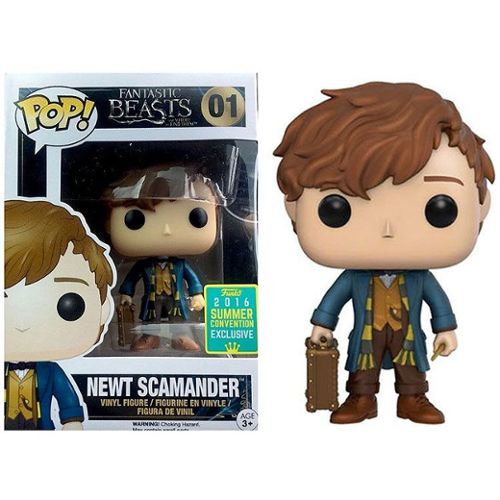 POP!
FANTASTIC
BEASTS
AND WHERE
TO FIND THEM
01
Funko
2016
SUMMER
CONVENTION
EXCLUSIVE
NEWT SCAMANDER
VINYL FIGURE / FIGURINE EN VINYLE /
FIGURA DE VINIL
AGE
3+
WARNING! CHOKING HAZARD.